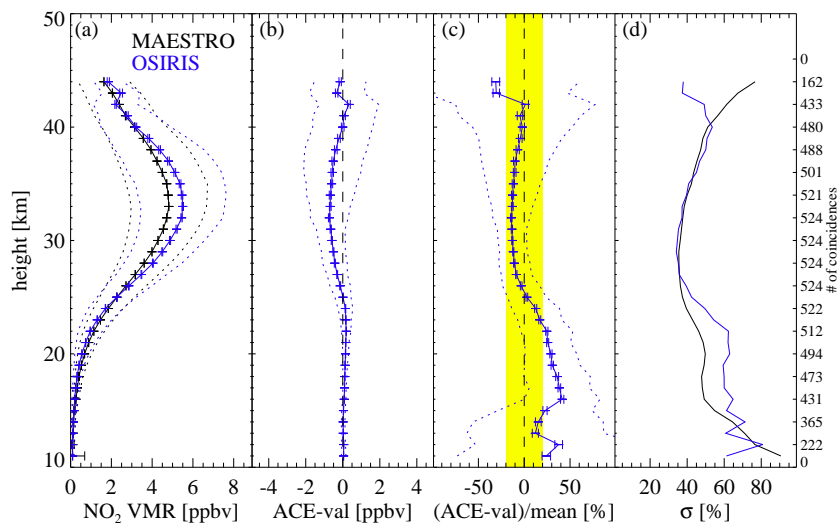 50
40
30
20
10
height [km]
(a)
MAESTRO
OSIRIS
0 2 4 6 8
NO₂ VMR [ppbv]
(b)
-4 -2 0 2 4
ACE-val [ppbv]
(c)
-50 0 50
(ACE-val)/mean [%]
(d)
20 40 60 80
σ [%]
0
162
433
480
488
501
521
524
524
524
524
522
512
494
473
431
365
222
0
# of coincidences